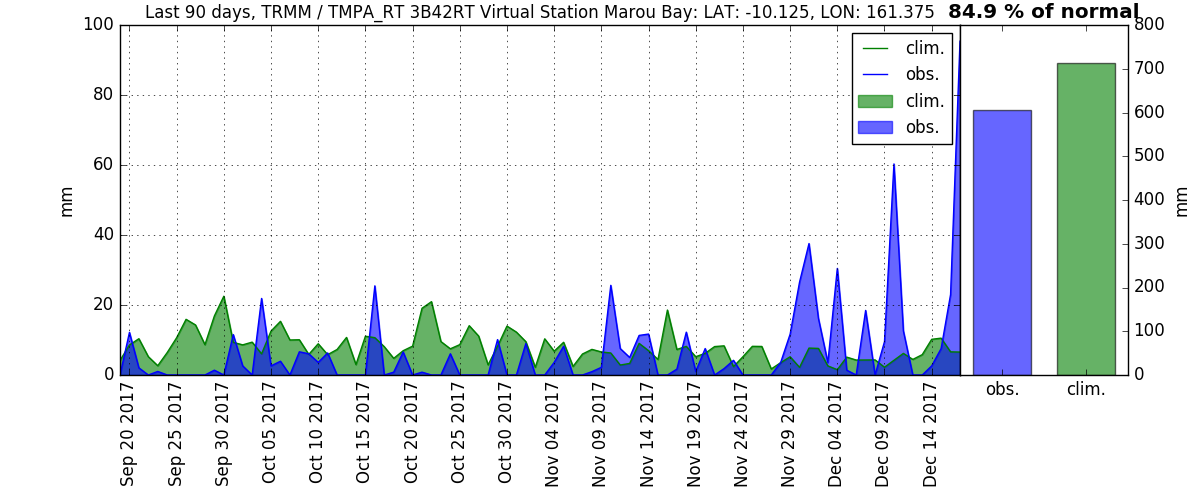 Last 90 days, TRMM / TMPA_RT 3B42RT Virtual Station Marou Bay: LAT: -10.125, LON: 161.375 84.9 % of normal
100
80
60
40
20
0
mm
clim.
obs.
clim.
obs.
800
700
600
500
400
300
200
100
0
mm
Sep 20 2017
Sep 25 2017
Sep 30 2017
Oct 05 2017
Oct 10 2017
Oct 15 2017
Oct 20 2017
Oct 25 2017
Oct 30 2017
Nov 04 2017
Nov 09 2017
Nov 14 2017
Nov 19 2017
Nov 24 2017
Nov 29 2017
Dec 04 2017
Dec 09 2017
Dec 14 2017
obs.
clim.